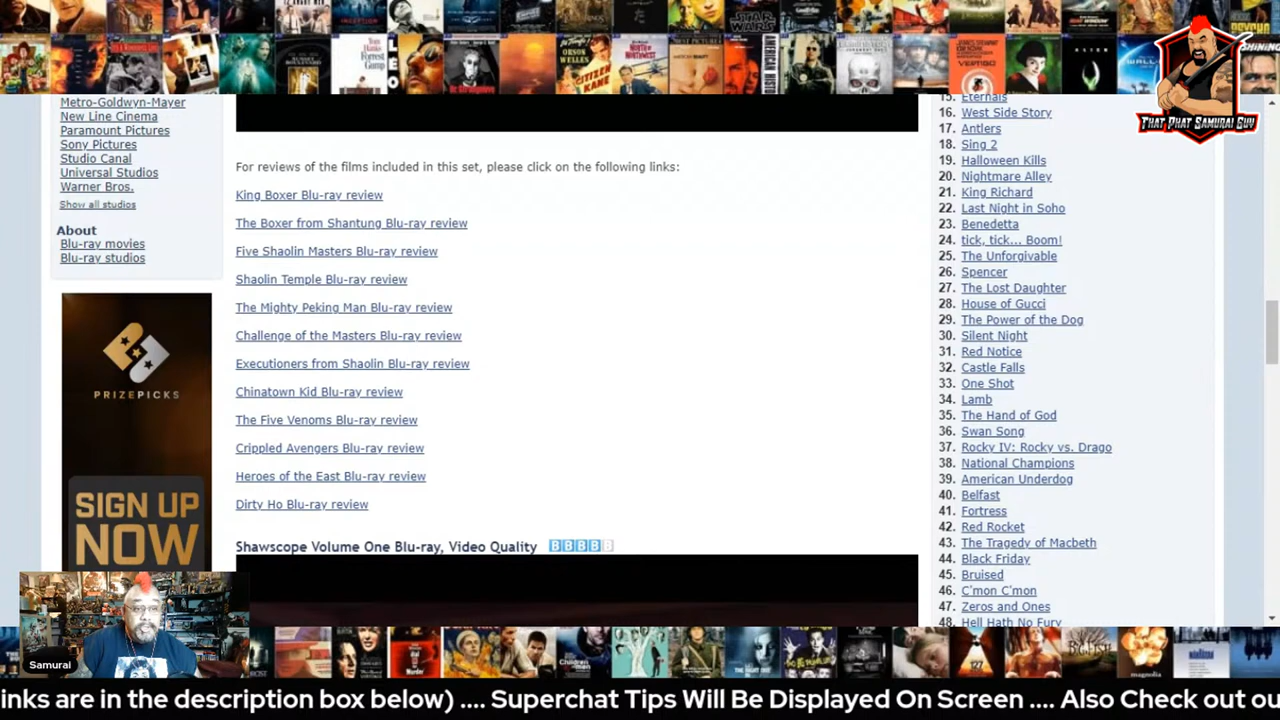 Metro-Goldwyn-Mayer
New Line Cinema
Paramount Pictures
Sony Pictures
Studio Canal
Universal Studios
Warner Bros.
Show all studios
About
Blu-ray movies
Blu-ray studios
PRIZEPICKS
SIGN UP
NOW
Samurai
For reviews of the films included in this set, please click on the following links:
King Boxer Blu-ray review
The Boxer from Shantung Blu-ray review
Five Shaolin Masters Blu-ray review
Shaolin Temple Blu-ray review
The Mighty Peking Man Blu-ray review
Challenge of the Masters Blu-ray review
Executioners from Shaolin Blu-ray review
Chinatown Kid Blu-ray review
The Five Venoms Blu-ray review
Crippled Avengers Blu-ray review
Heroes of the East Blu-ray review
Dirty Ho Blu-ray review
Shawscope Volume One Blu-ray, Video Quality
THAT PHAT SAMURAI GUY
15. Eternals
16. West Side Story
17. Antlers
18. Sing 2
19. Halloween Kills
20. Nightmare Alley
21. King Richard
22. Last Night in Soho
23. Benedetta
24. tick, tick... Boom!
25. The Unforgivable
26. Spencer
27. The Lost Daughter
28. House of Gucci
29. The Power of the Dog
30. Silent Night
31. Red Notice
32. Castle Falls
33. One Shot
34. Lamb
35. The Hand of God
36. Swan Song
37. Rocky IV: Rocky vs. Drago
38. National Champions
39. American Underdog
40. Belfast
41. Fortress
42. Red Rocket
43. The Tragedy of Macbeth
44. Black Friday
45. Bruised
46. C'mon C'mon
47. Zeros and Ones
48. Hell Hath No Fury
inks are in the description box below) .... Superchat Tips Will Be Displayed On Screen .... Also Check out ou